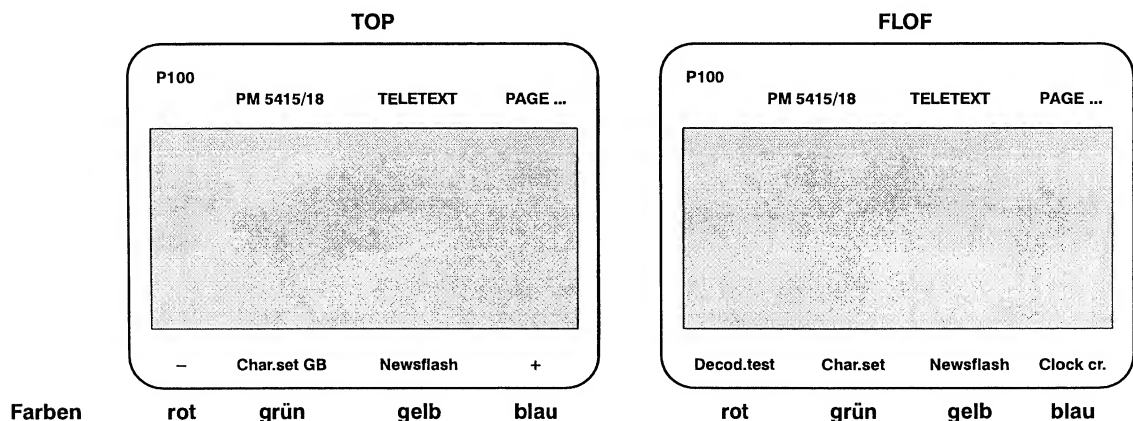 TOP
P100
PM 5415/18 TELETEXT PAGE ...
– Char.set GB Newsflash +
rot grün gelb blau
FLOF
P100
PM 5415/18 TELETEXT PAGE ...
Decod.test Char.set Newsflash Clock cr.
rot grün gelb blau
Farben